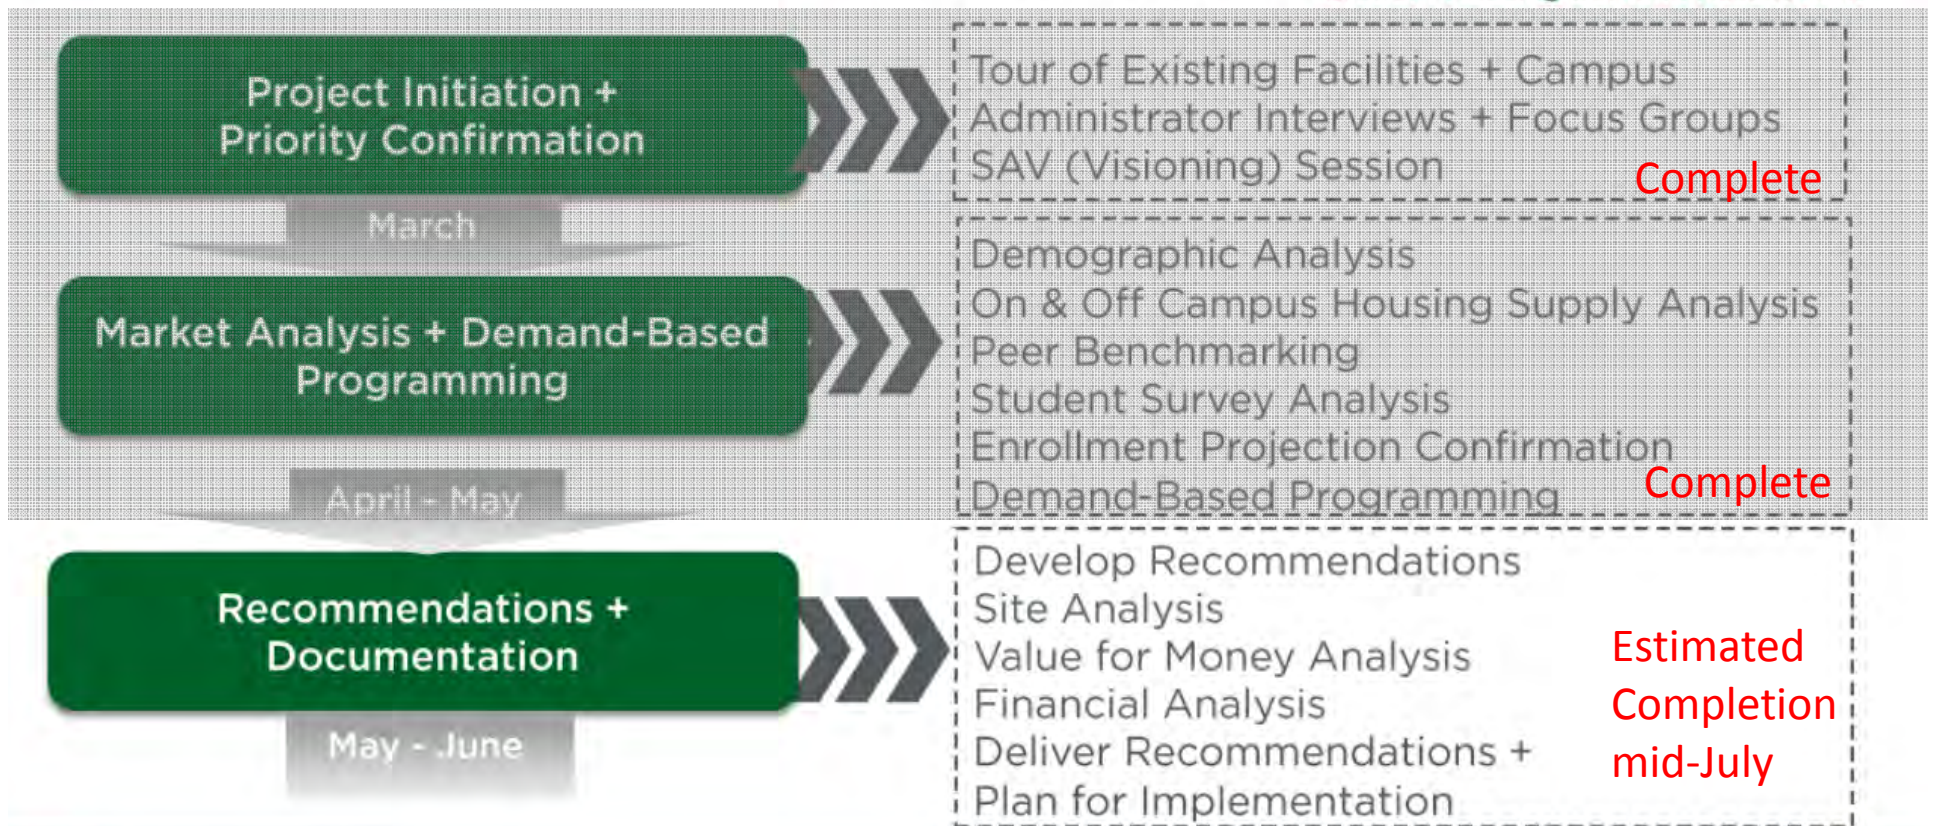 Project Initiation +
Priority Confirmation
Tour of Existing Facilities + Campus
Administrator Interviews + Focus Groups
SAV (Visioning) Session
Complete
March
Market Analysis + Demand-Based
Programming
Demographic Analysis
On & Off Campus Housing Supply Analysis
Peer Benchmarking
Student Survey Analysis
Enrollment Projection Confirmation
Demand-Based Programming
Complete
April - May
Recommendations +
Documentation
Develop Recommendations
Site Analysis
Value for Money Analysis
Financial Analysis
Deliver Recommendations +
Plan for Implementation
Estimated
Completion
mid-July
May - June